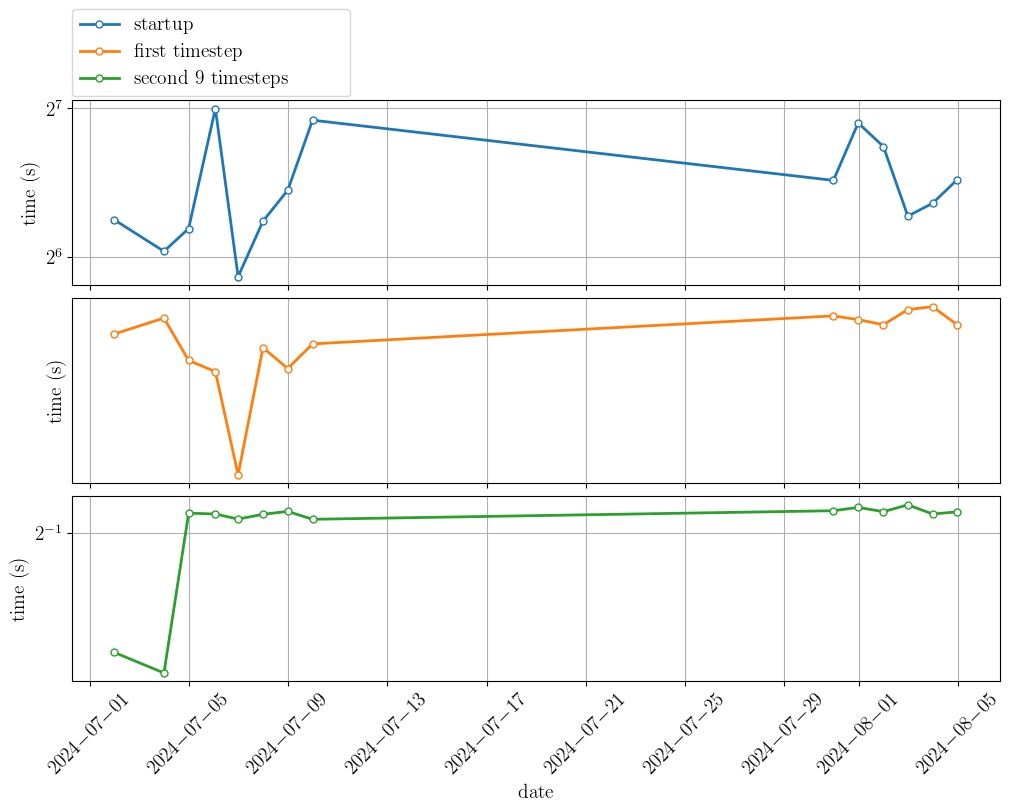 startup
first timestep
second 9 timesteps
2^7
2^6
time (s)
time (s)
2^−1
time (s)
2024−07−01
2024−07−05
2024−07−09
2024−07−13
2024−07−17
2024−07−21
2024−07−25
2024−07−29
2024−08−01
2024−08−05
date